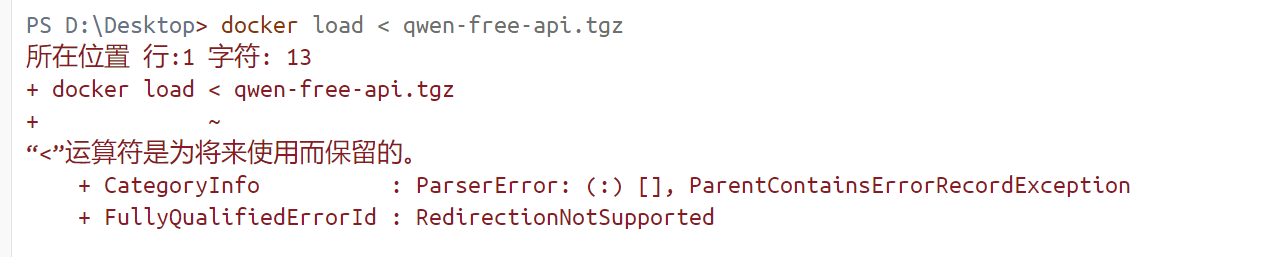 PS D:\Desktop> docker load < qwen-free-api.tgz
所在位置 行:1 字符: 13
+ docker load < qwen-free-api.tgz
+             ~
“<”运算符是为将来使用而保留的。
    + CategoryInfo          : ParserError: (:) [], ParentContainsErrorRecordException
    + FullyQualifiedErrorId : RedirectionNotSupported